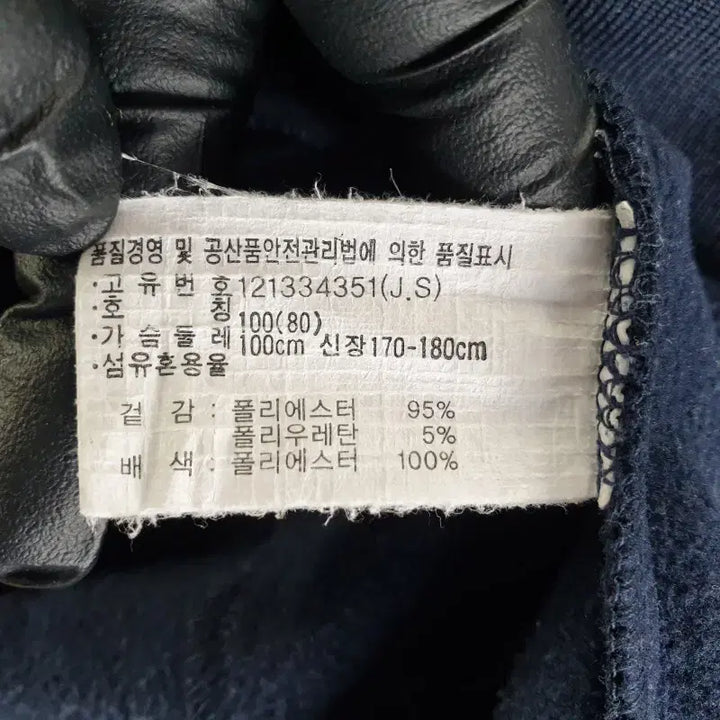 품질경영 및 공산품안전관리법에 의한 품질표시
·고유번호 121334351(J.S)
·호칭 100(80)
·가슴둘레 100cm 신장170-180cm
·섬유혼용율
겉감: 폴리에스터 95%
폴리우레탄 5%
배색: 폴리에스터 100%